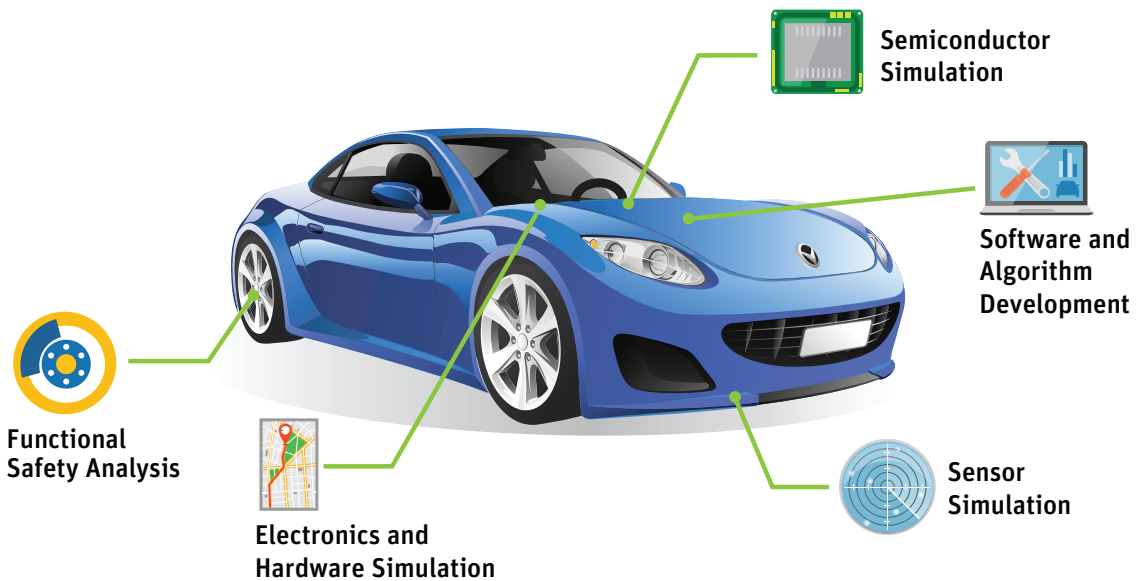 Semiconductor
Simulation
Software and
Algorithm
Development
Functional
Safety Analysis
Sensor
Simulation
Electronics and
Hardware Simulation